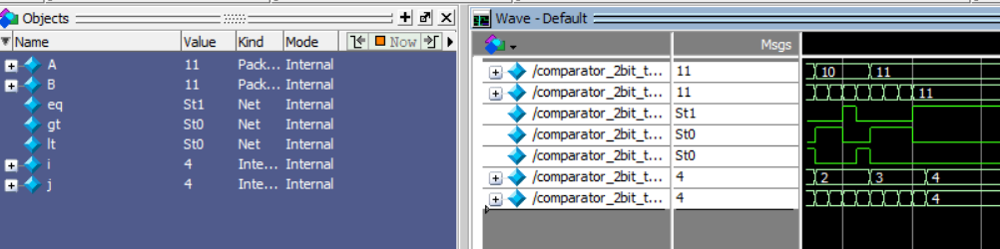 Objects
Name Value Kind Mode Now
A 11 Pack... Internal
B 11 Pack... Internal
eq St1 Net Internal
gt St0 Net Internal
lt St0 Net Internal
i 4 Inte... Internal
j 4 Inte... Internal
Wave - Default
Msgs
/comparator_2bit_t... 11 10 11
/comparator_2bit_t... 11 11
/comparator_2bit_t... St1
/comparator_2bit_t... St0
/comparator_2bit_t... St0
/comparator_2bit_t... 4 2 3 4
/comparator_2bit_t... 4 4